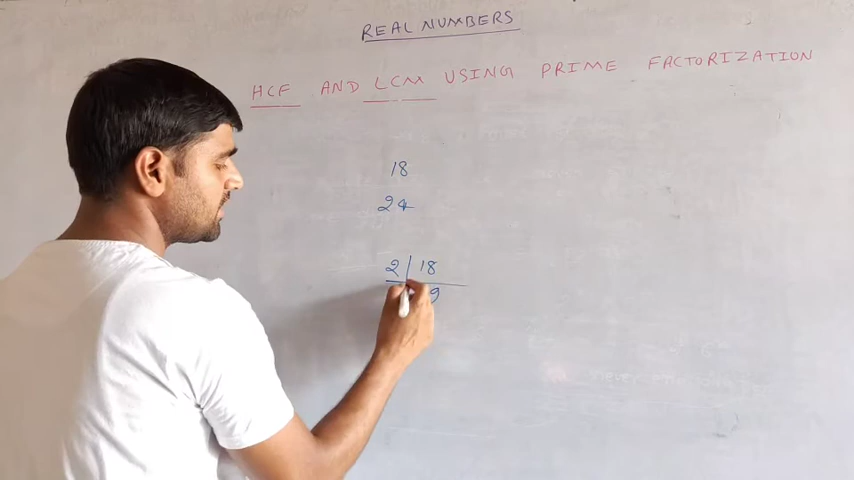 REAL NUMBERS
HCF AND LCM USING PRIME FACTORIZATION
18
24
2 | 18
9